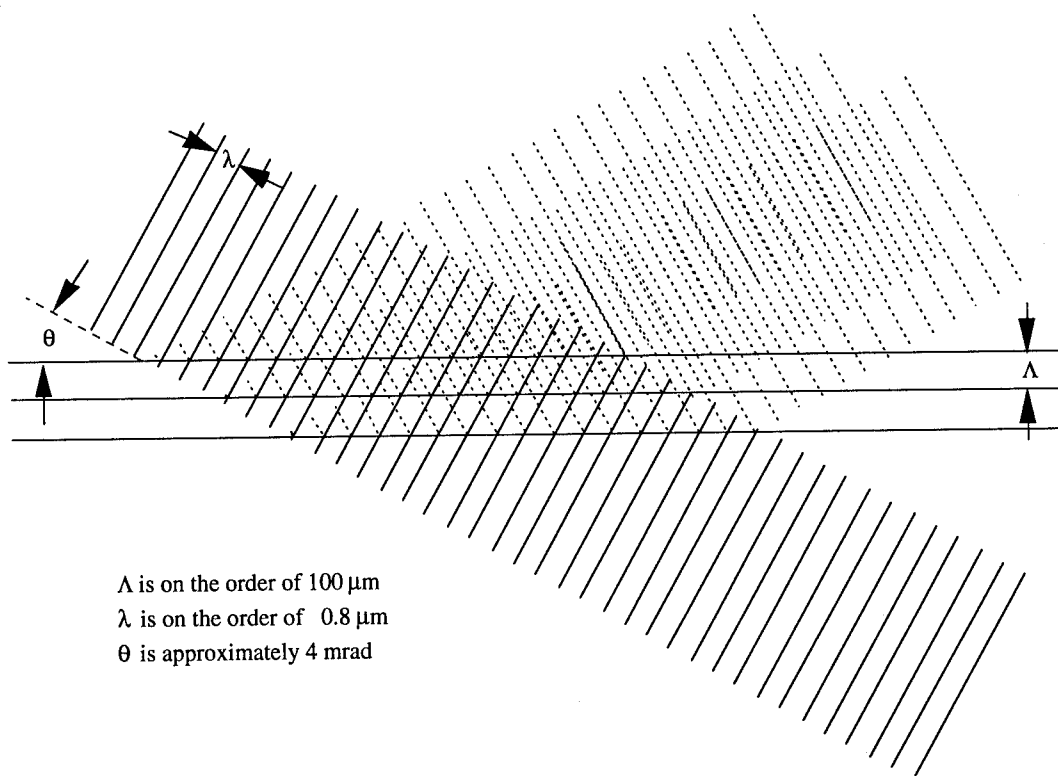 λ
θ
Λ
Λ is on the order of 100 μm
λ is on the order of 0.8 μm
θ is approximately 4 mrad